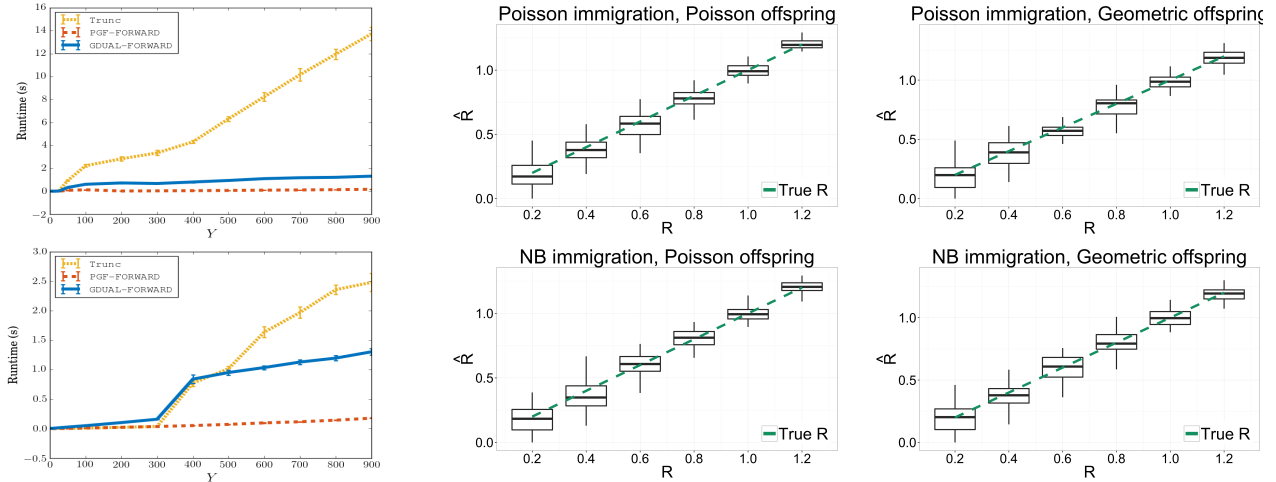 16
14
12
10
8
6
4
2
0
−2
Runtime (s)
Trunc
PGF-FORWARD
GDUAL-FORWARD
0 100 200 300 400 500 600 700 800 900
Y
Poisson immigration, Poisson offspring
1.0
0.5
0.0
R̂
True R
0.2 0.4 0.6 0.8 1.0 1.2
R
Poisson immigration, Geometric offspring
1.0
0.5
0.0
R̂
True R
0.2 0.4 0.6 0.8 1.0 1.2
R
3.0
2.5
2.0
1.5
1.0
0.5
0.0
−0.5
Runtime (s)
Trunc
PGF-FORWARD
GDUAL-FORWARD
0 100 200 300 400 500 600 700 800 900
Y
NB immigration, Poisson offspring
1.0
0.5
0.0
R̂
True R
0.2 0.4 0.6 0.8 1.0 1.2
R
NB immigration, Geometric offspring
1.0
0.5
0.0
R̂
True R
0.2 0.4 0.6 0.8 1.0 1.2
R